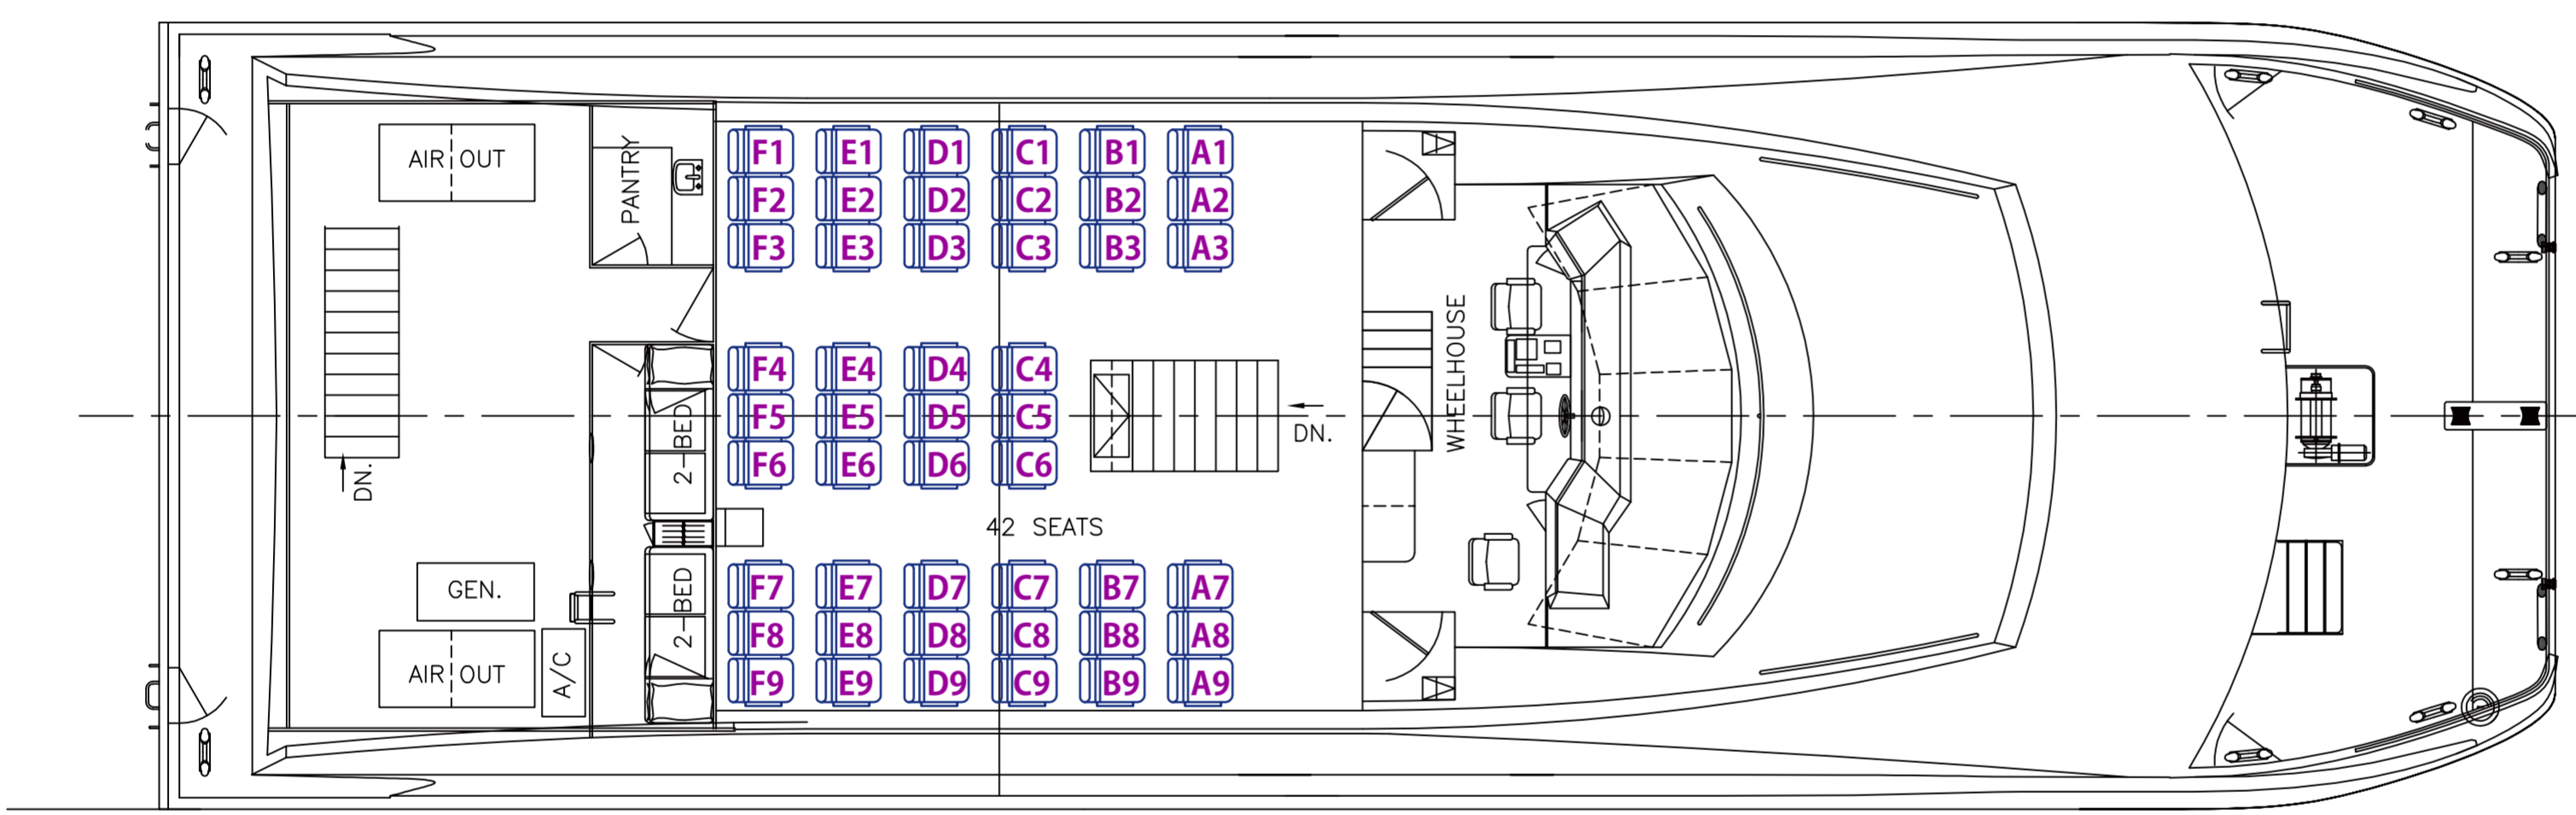 AIR OUT
PANTRY
F1 E1 D1 C1 B1 A1
F2 E2 D2 C2 B2 A2
F3 E3 D3 C3 B3 A3
WHEELHOUSE
F4 E4 D4 C4
F5 E5 D5 C5
F6 E6 D6 C6
DN.
DN.
2-BED
42 SEATS
GEN.
2-BED
F7 E7 D7 C7 B7 A7
F8 E8 D8 C8 B8 A8
F9 E9 D9 C9 B9 A9
AIR OUT
A/C